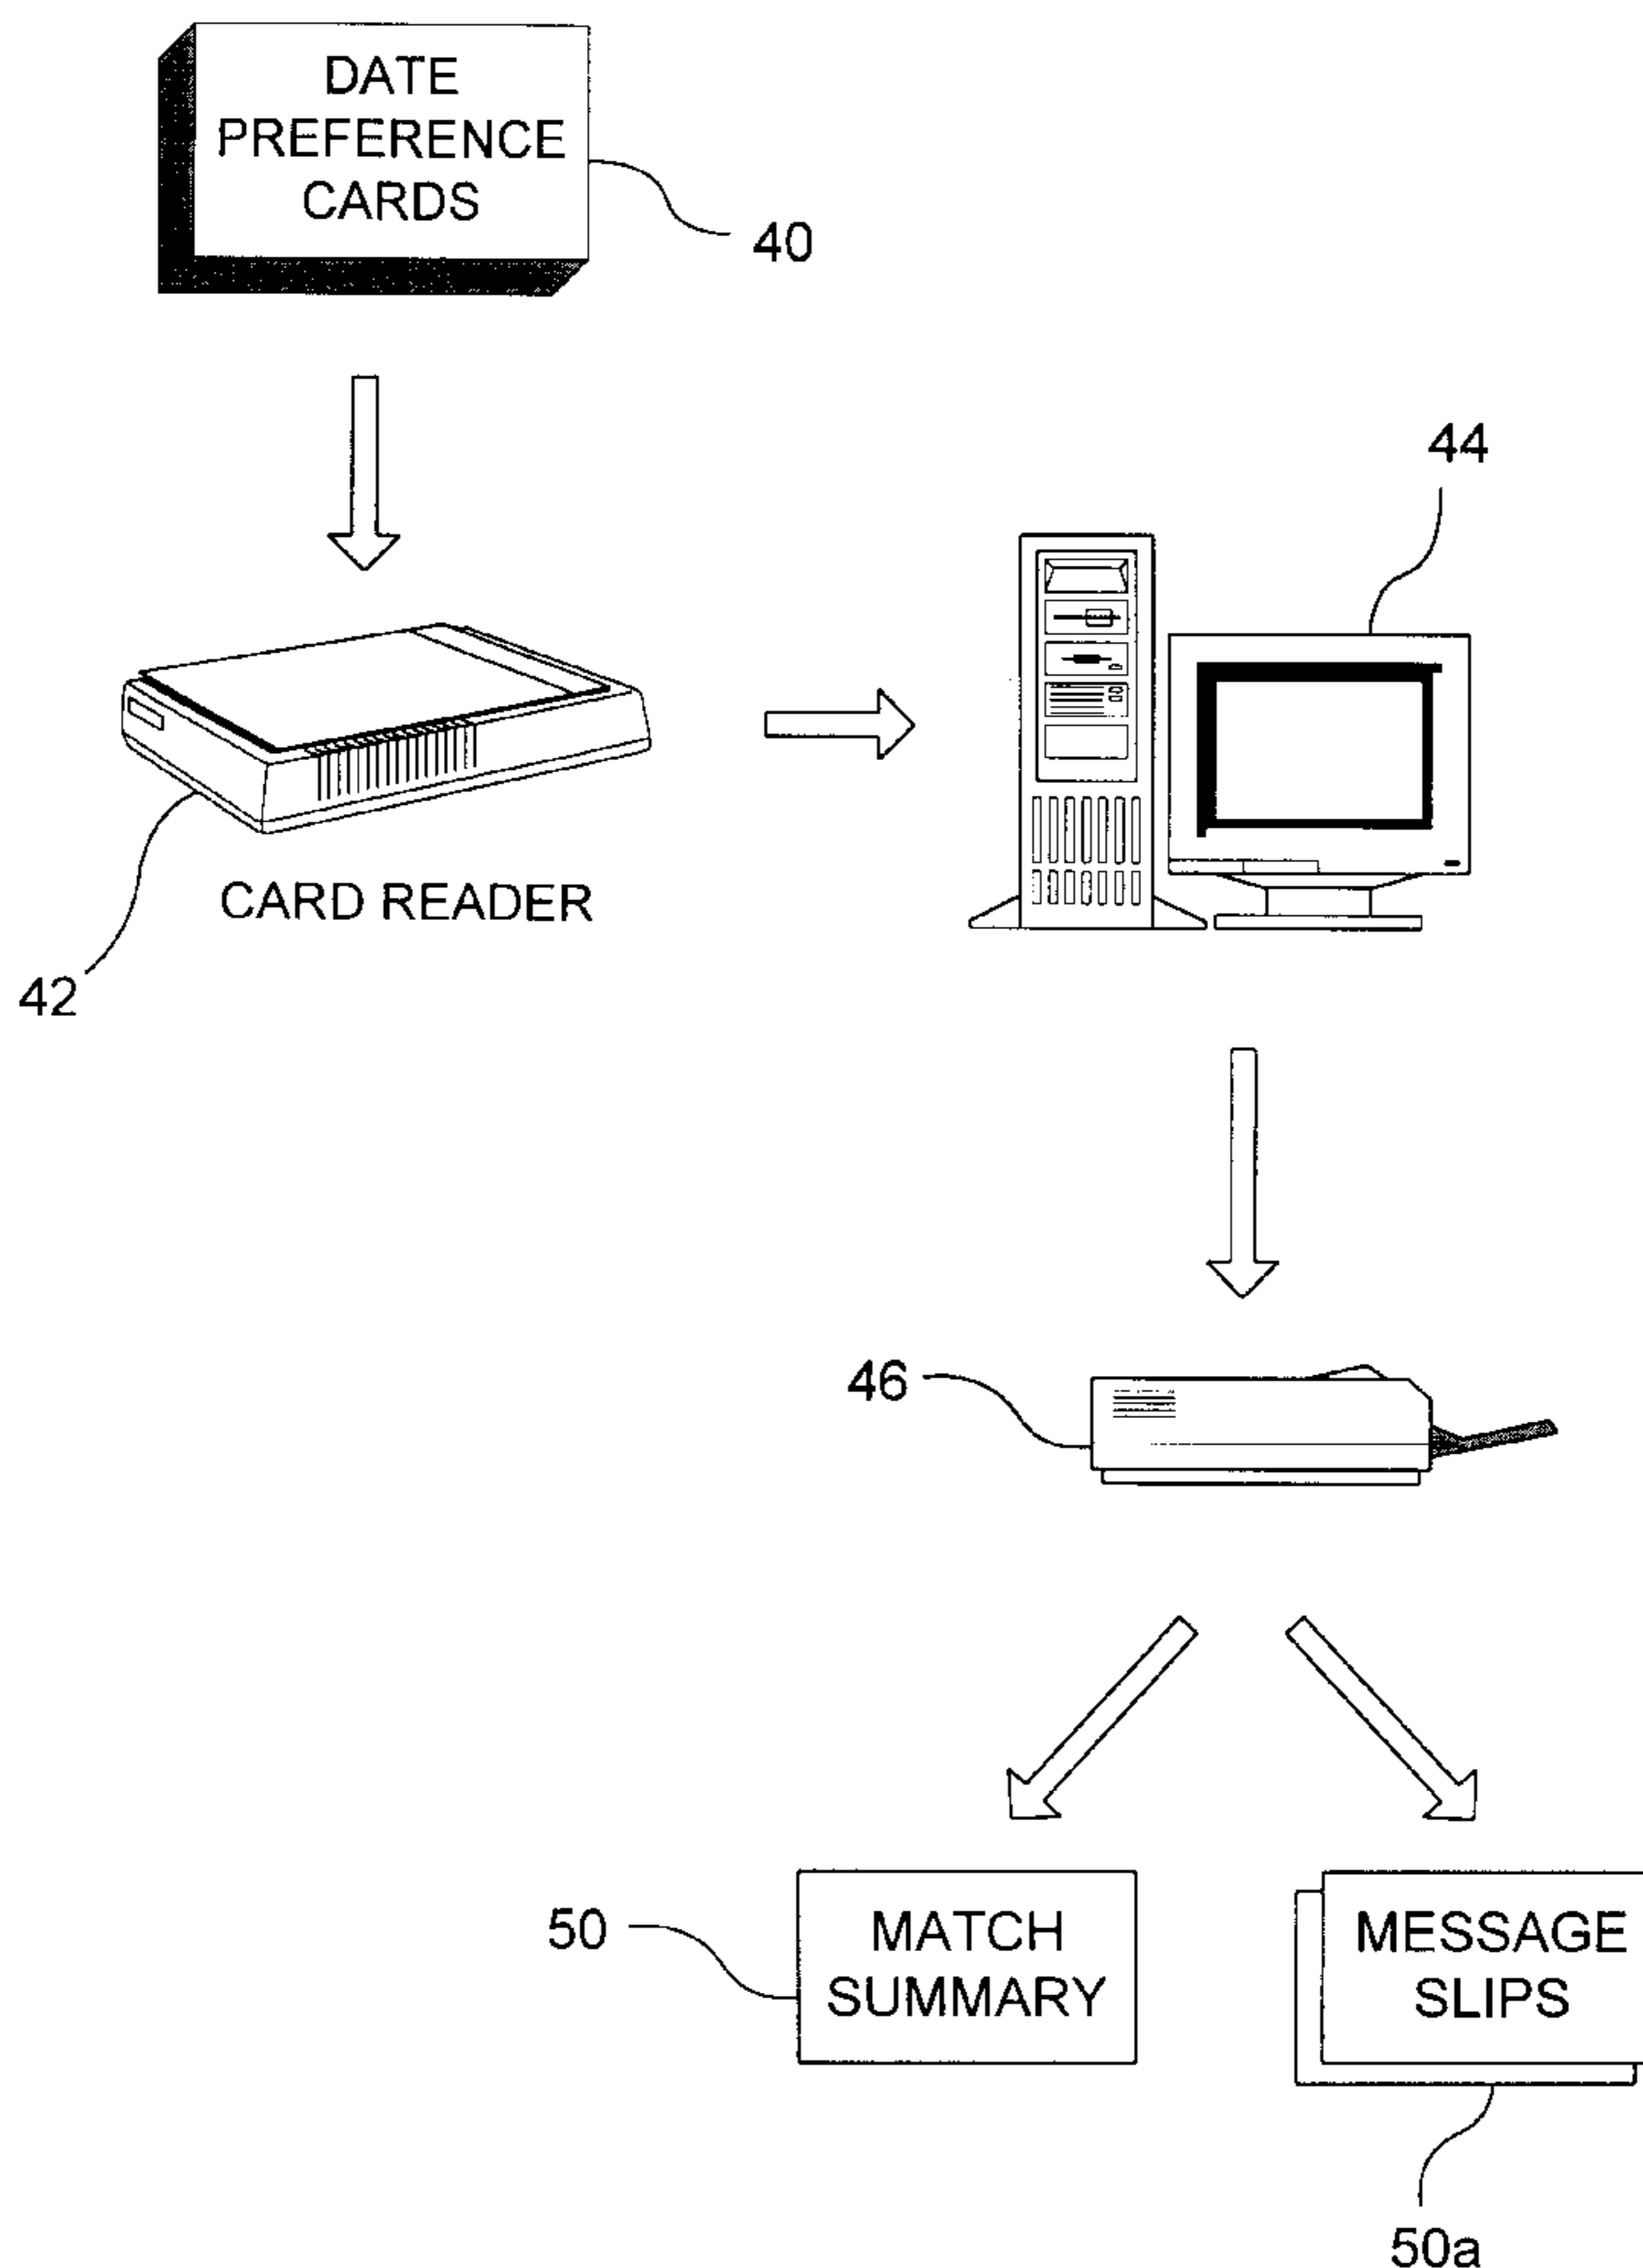 DATE
PREFERENCE
CARDS
40
44
CARD READER
42
46
50
MATCH
SUMMARY
MESSAGE
SLIPS
50a